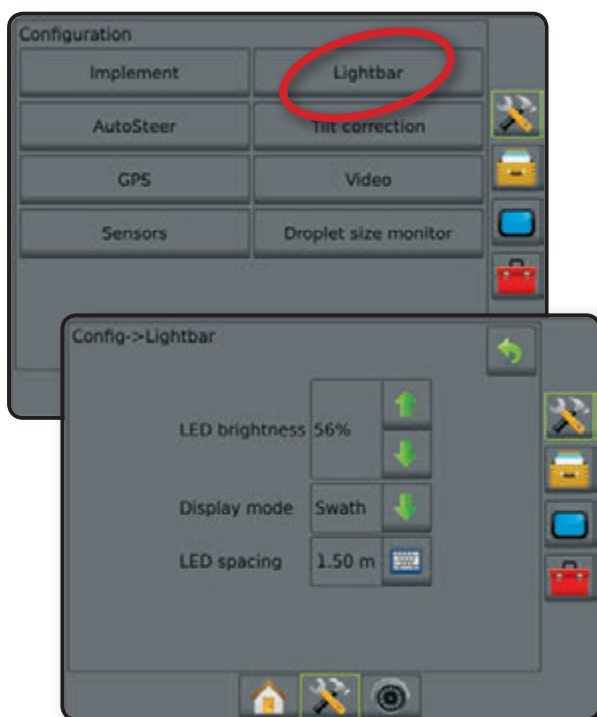 Configuration
Implement
Lightbar
AutoSteer
Tilt correction
GPS
Video
Sensors
Droplet size monitor
Config->Lightbar
LED brightness 56%
Display mode Swath
LED spacing 1.50 m